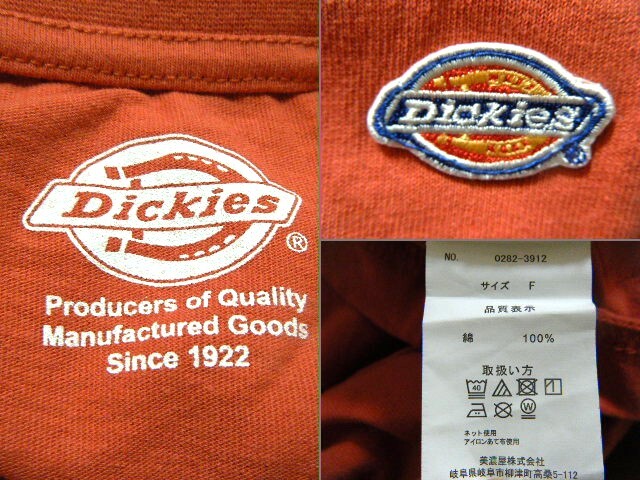 Dickies
®
Producers of Quality
Manufactured Goods
Since 1922
Dickies
NO. 0282-3912
サイズ F
品質表示
綿 100%
取扱い方
40
ネット使用
アイロンあて布使用
美濃屋株式会社
岐阜県岐阜市柳津町高桑5-112